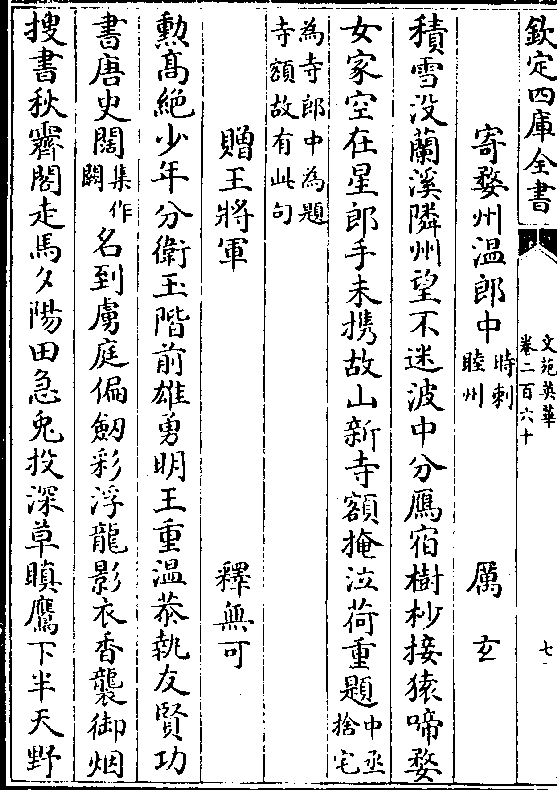 欽定四庫全書
文苑英華
卷二百六十
七
寄婺州温郎中時刺睦州 厲玄
積雪没蘭溪隣州望不迷波中分鴈宿樹杪接猿啼婺
女家空在星郎手未携故山新寺額掩泣荷重題中丞捨宅
為寺郎中為題寺額故有此句
贈王將軍 釋無可
勲髙絶少年分衛玉階前雄勇明王重温恭執友賢功
書唐史闊集作闕名到虜庭偏劒彩浮龍影衣香襲御烟
搜書秋霽閣走馬夕陽田急兎投深草瞋鷹下半天野